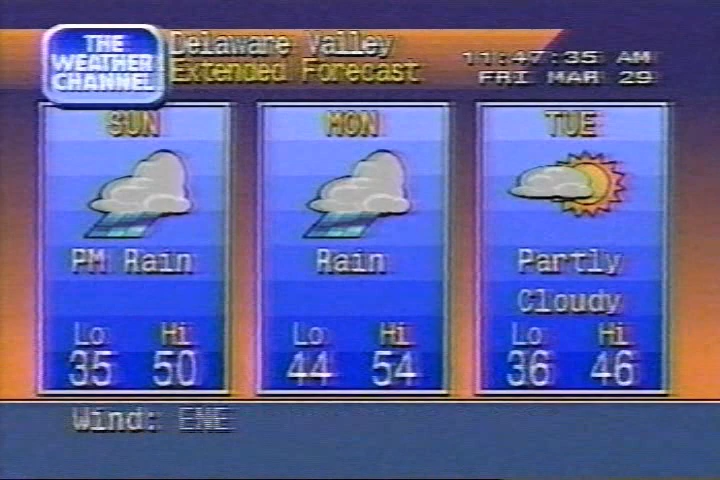 THE
WEATHER
CHANNEL
Delaware Valley
Extended Forecast
11:47:35 AM
FRI MAR 29
SUN
PM Rain
Lo Hi
35 50
MON
Rain
Lo Hi
44 54
TUE
Partly
Cloudy
Lo Hi
36 46
Wind: ENE